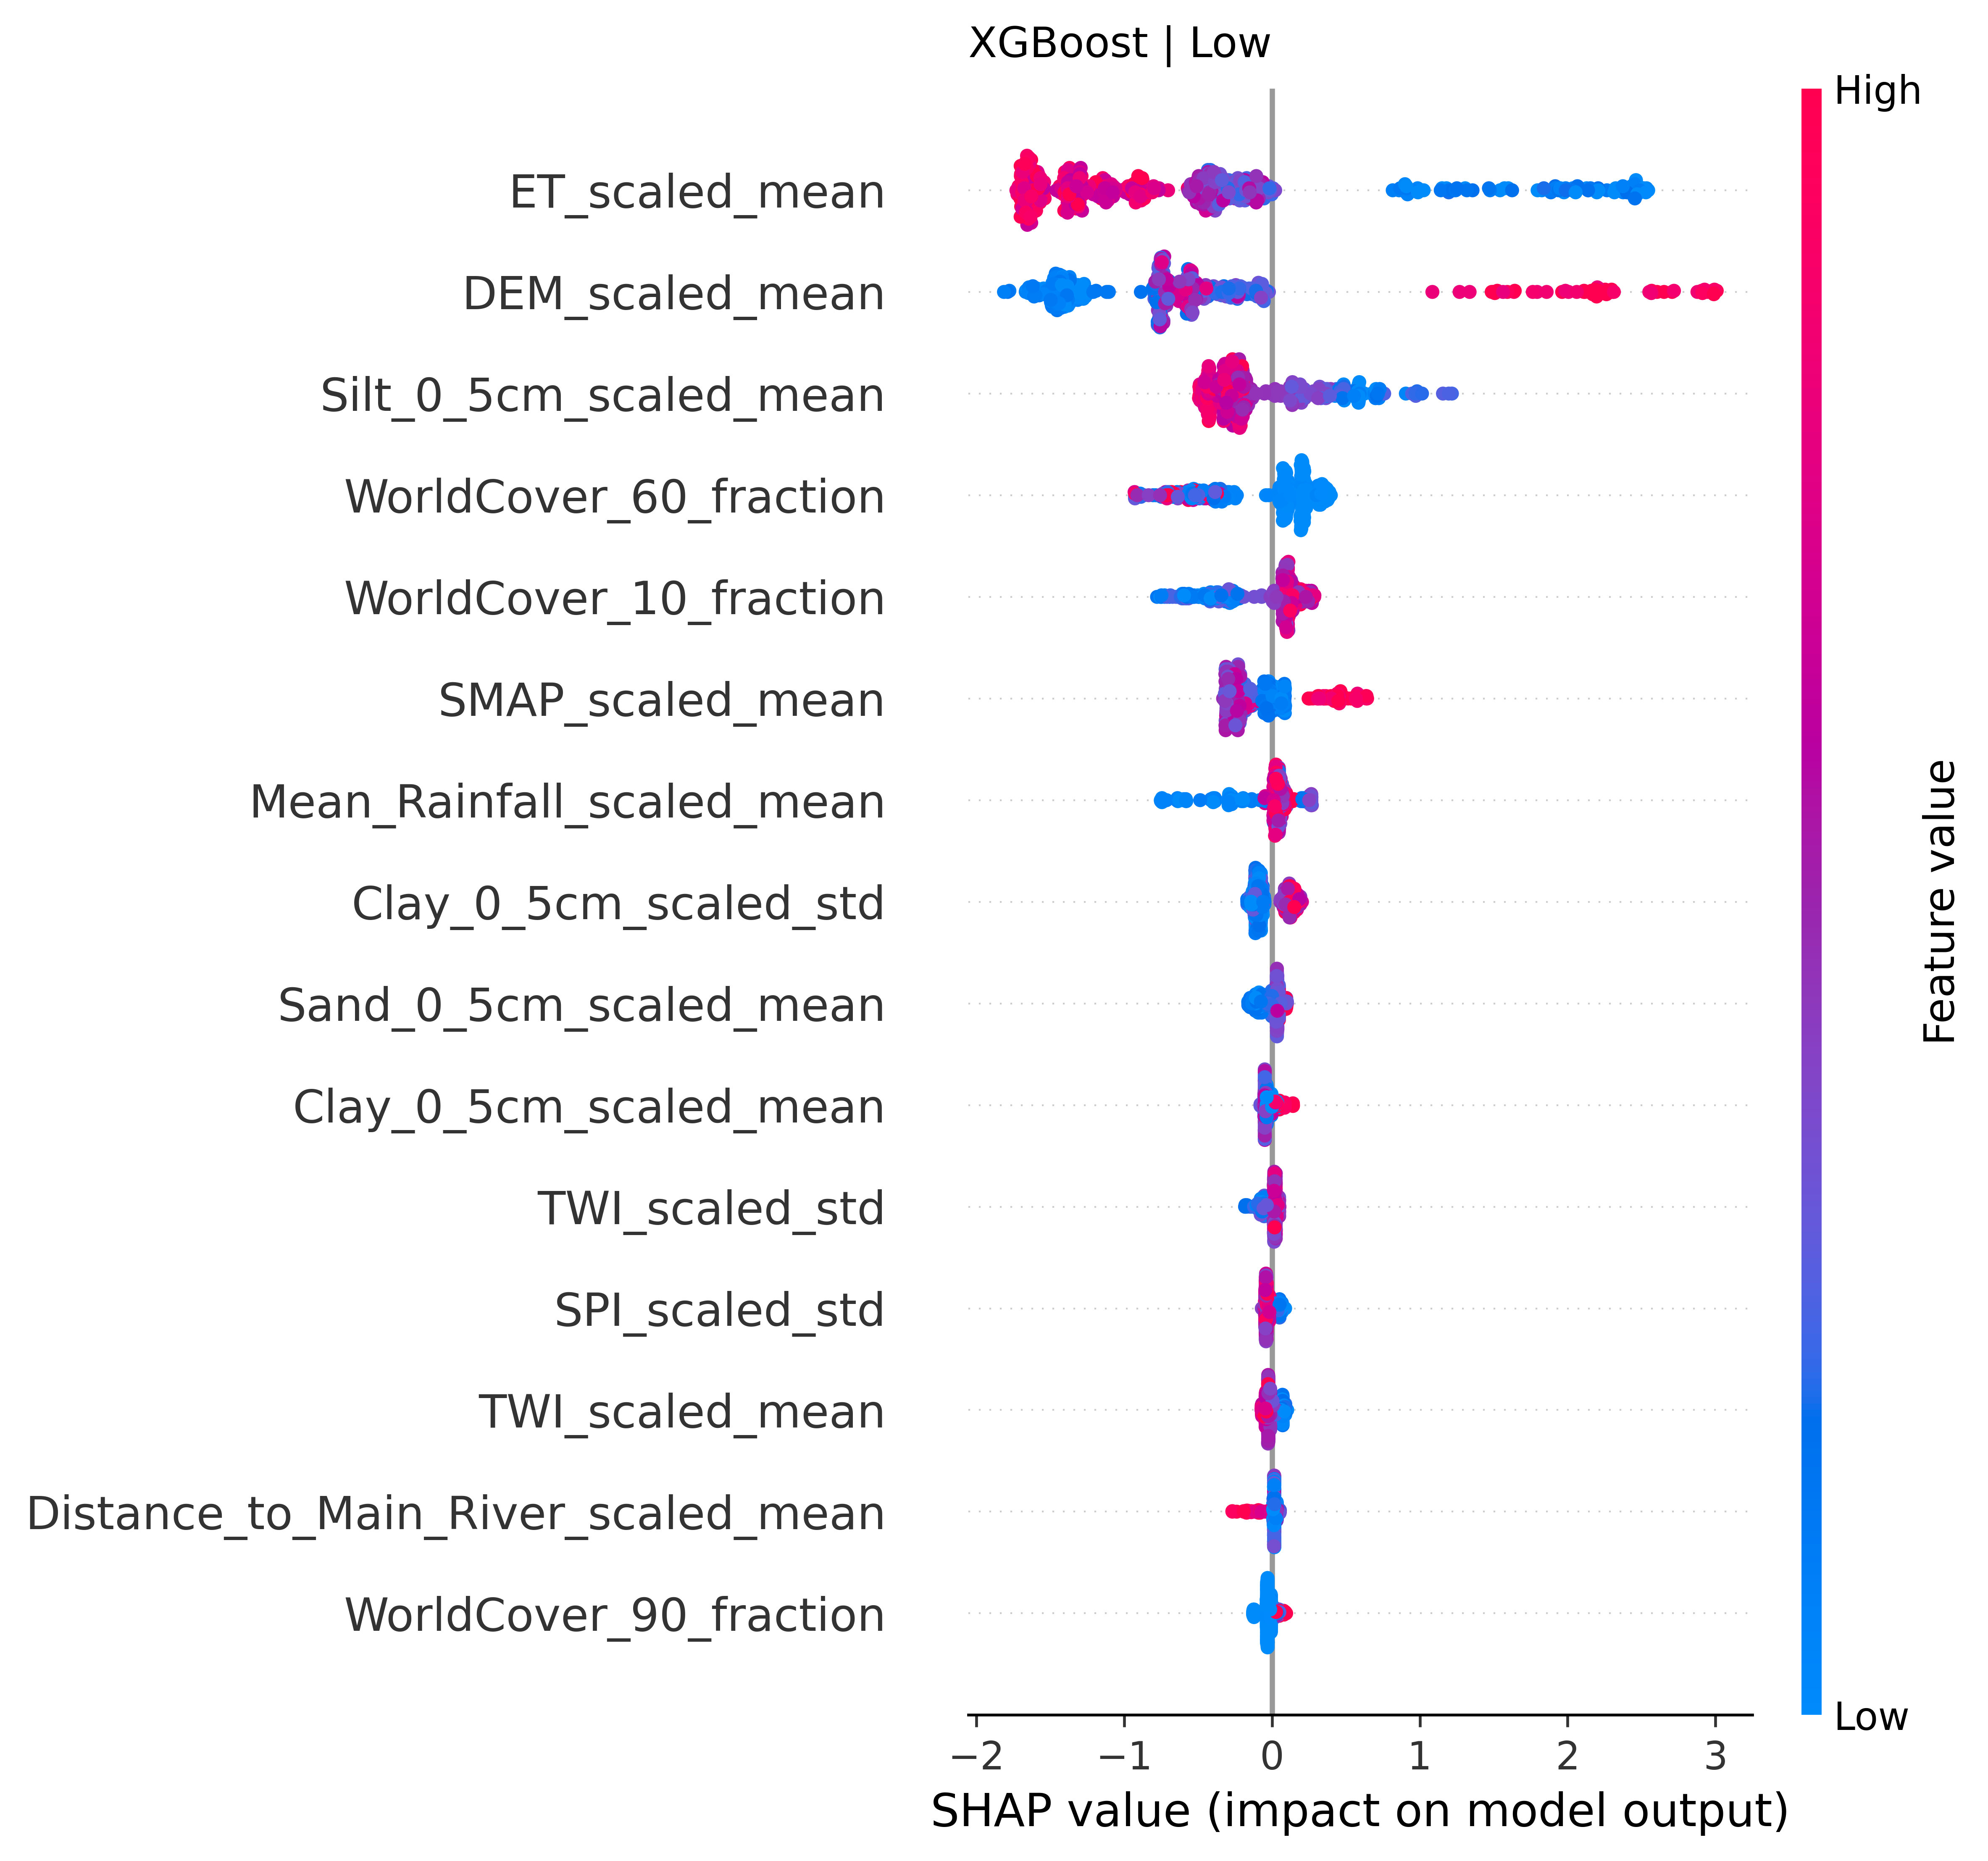 XGBoost | Low
High
ET_scaled_mean
DEM_scaled_mean
Silt_0_5cm_scaled_mean
WorldCover_60_fraction
WorldCover_10_fraction
SMAP_scaled_mean
Mean_Rainfall_scaled_mean
Clay_0_5cm_scaled_std
Sand_0_5cm_scaled_mean
Clay_0_5cm_scaled_mean
TWI_scaled_std
SPI_scaled_std
TWI_scaled_mean
Distance_to_Main_River_scaled_mean
WorldCover_90_fraction
Feature value
Low
−2 −1 0 1 2 3
SHAP value (impact on model output)